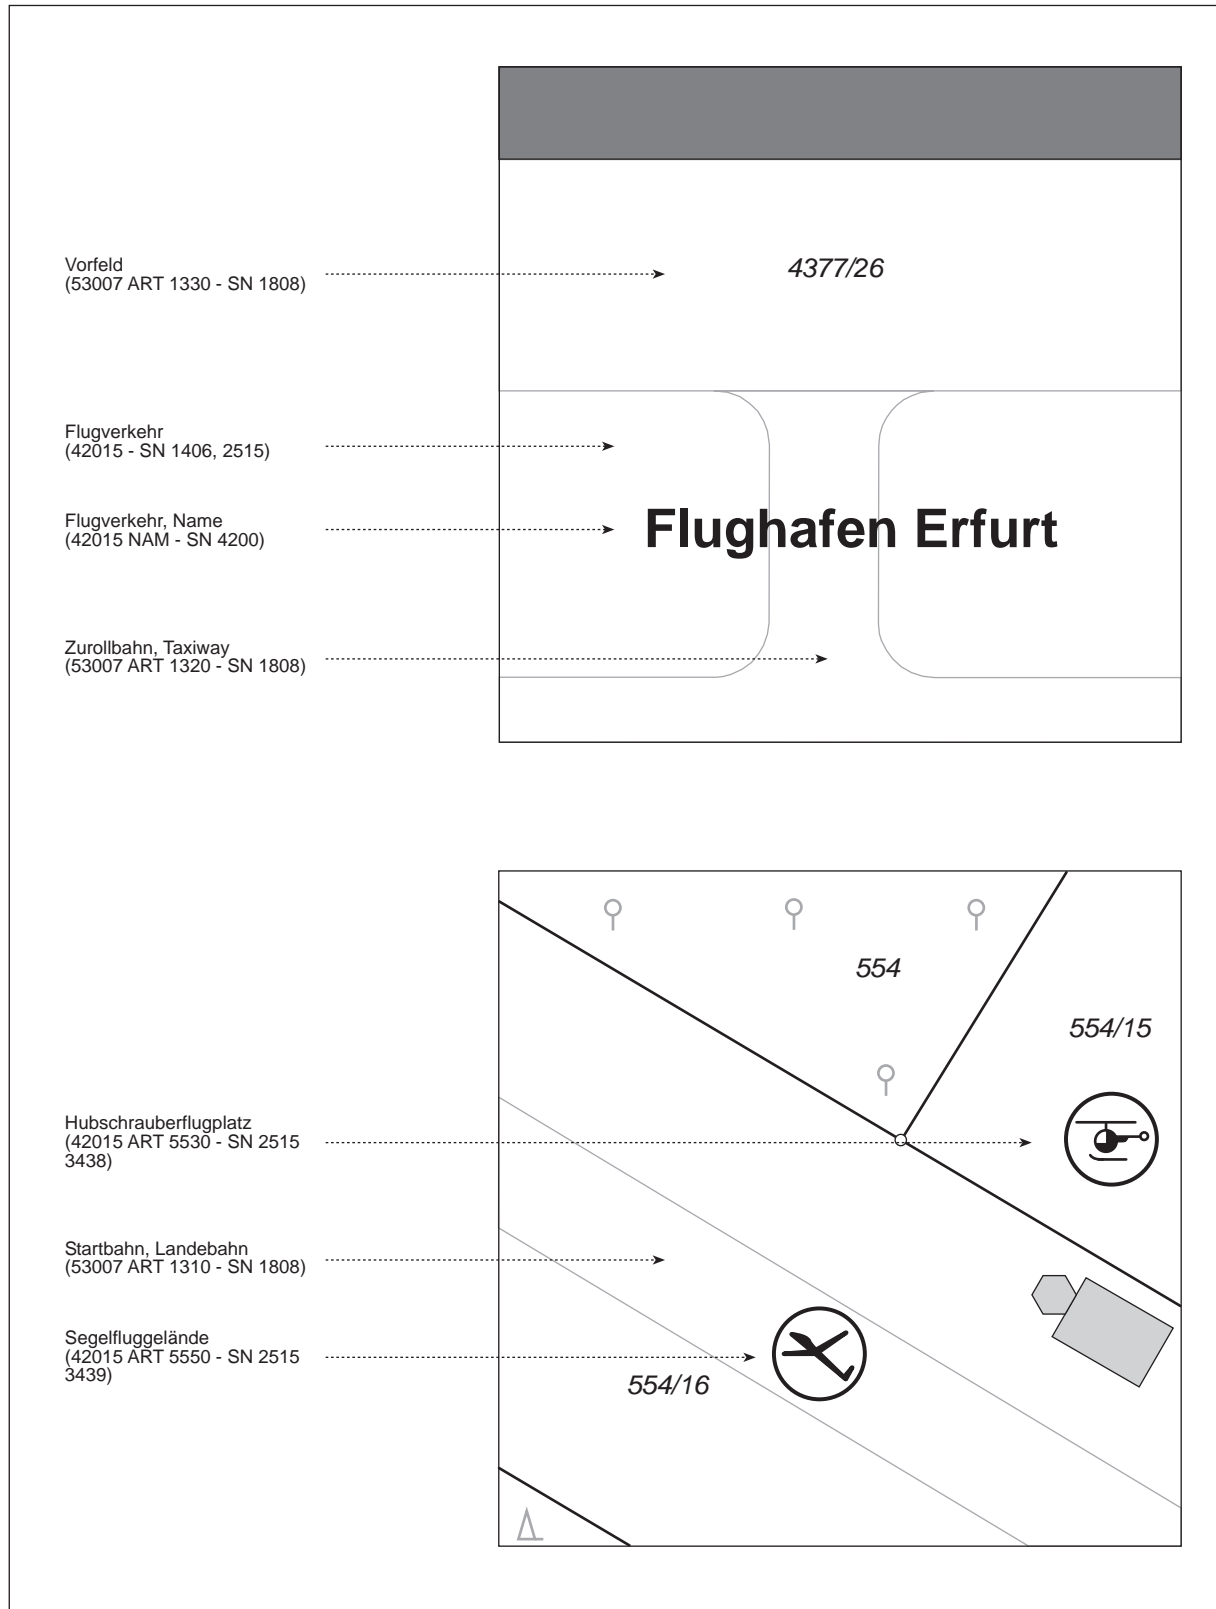 Vorfeld
(53007 ART 1330 - SN 1808)
4377/26
Flugverkehr
(42015 - SN 1406, 2515)
Flugverkehr, Name
(42015 NAM - SN 4200)
Flughafen Erfurt
Zurollbahn, Taxiway
(53007 ART 1320 - SN 1808)
554
554/15
Hubschrauberflugplatz
(42015 ART 5530 - SN 2515
3438)
Startbahn, Landebahn
(53007 ART 1310 - SN 1808)
Segelfluggelände
(42015 ART 5550 - SN 2515
3439)
554/16